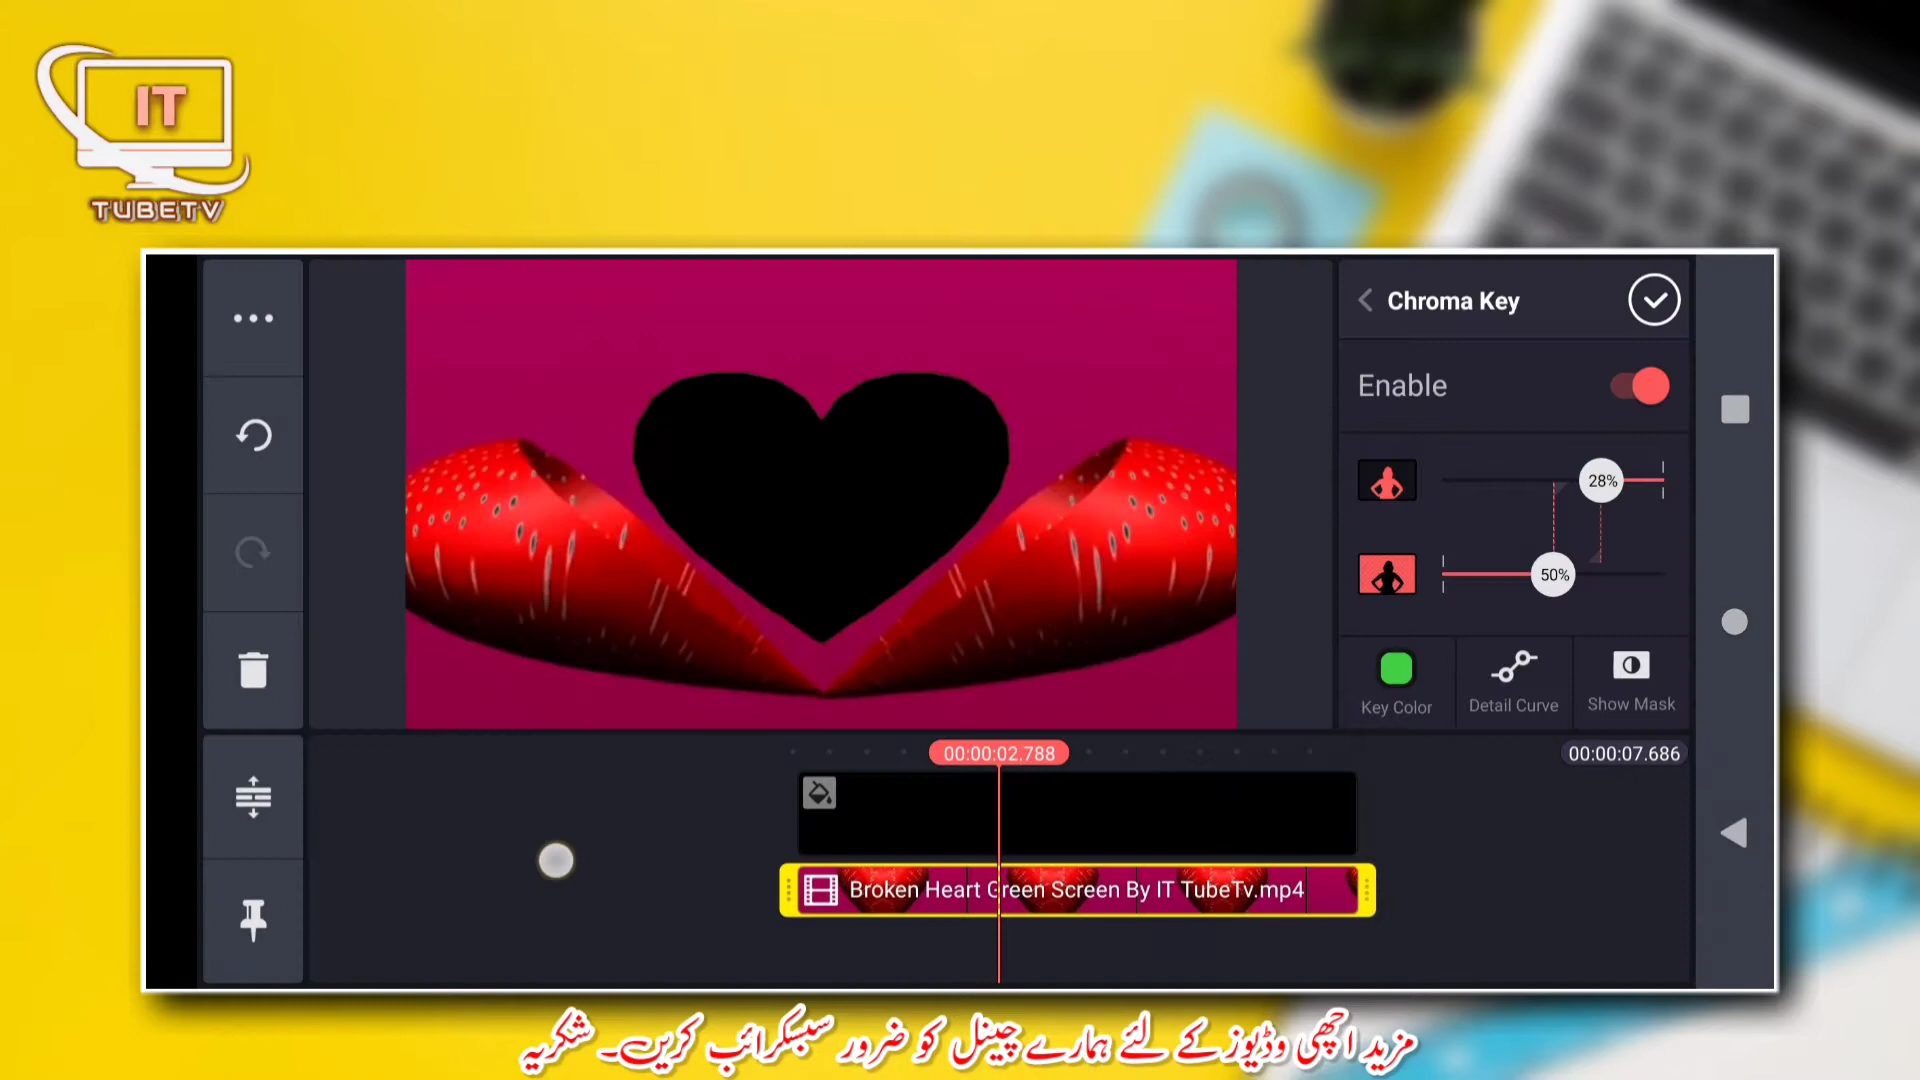 IT
TUBETV
Chroma Key
Enable
28%
50%
Key Color
Detail Curve
Show Mask
00:00:02.788
00:00:07.686
Broken Heart Green Screen By IT TubeTv.mp4
مزید اچھی وڈیوز کے لئے ہمارے چینل کو ضرور سبسکرائب کریں۔ شکریہ